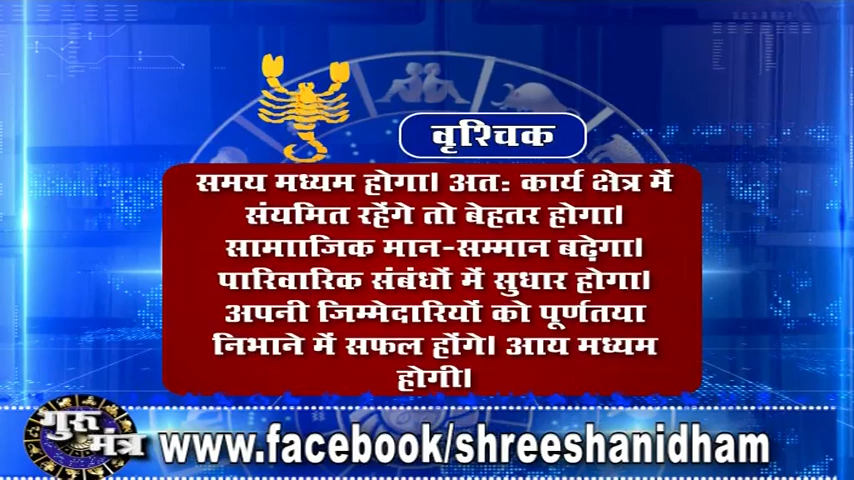 वृश्चिक
समय मध्यम होगा। अतः कार्य क्षेत्र में
संयमित रहेंगे तो बेहतर होगा।
सामााजिक मान-सम्मान बढ़ेगा।
पारिवारिक संबंधों में सुधार होगा।
अपनी जिम्मेदारियों को पूर्णतया
निभाने में सफल होंगे। आय मध्यम
होगी।
गुरू
मंत्र
www.facebook/shreeshanidham